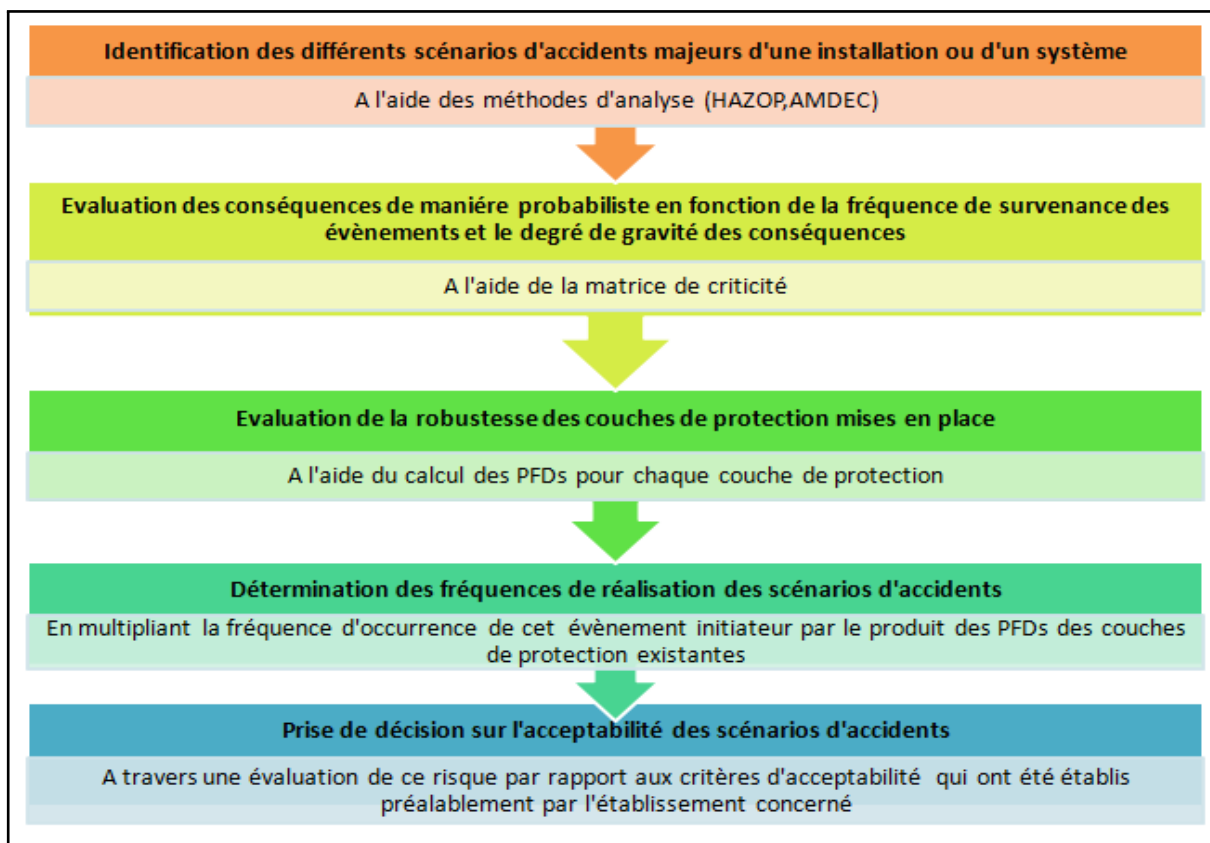 Identification des différents scénarios d'accidents majeurs d'une installation ou d'un système
A l'aide des méthodes d'analyse (HAZOP,AMDEC)
Evaluation des conséquences de maniére probabiliste en fonction de la fréquence de survenance des
évènements et le degré de gravité des conséquences
A l'aide de la matrice de criticité
Evaluation de la robustesse des couches de protection mises en place
A l'aide du calcul des PFDs pour chaque couche de protection
Détermination des fréquences de réalisation des scénarios d'accidents
En multipliant la fréquence d'occurrence de cet évènement initiateur par le produit des PFDs des couches
de protection existantes
Prise de décision sur l'acceptabilité des scénarios d'accidents
A travers une évaluation de ce risque par rapport aux critères d'acceptabilité qui ont été établis
préalablement par l'établissement concerné